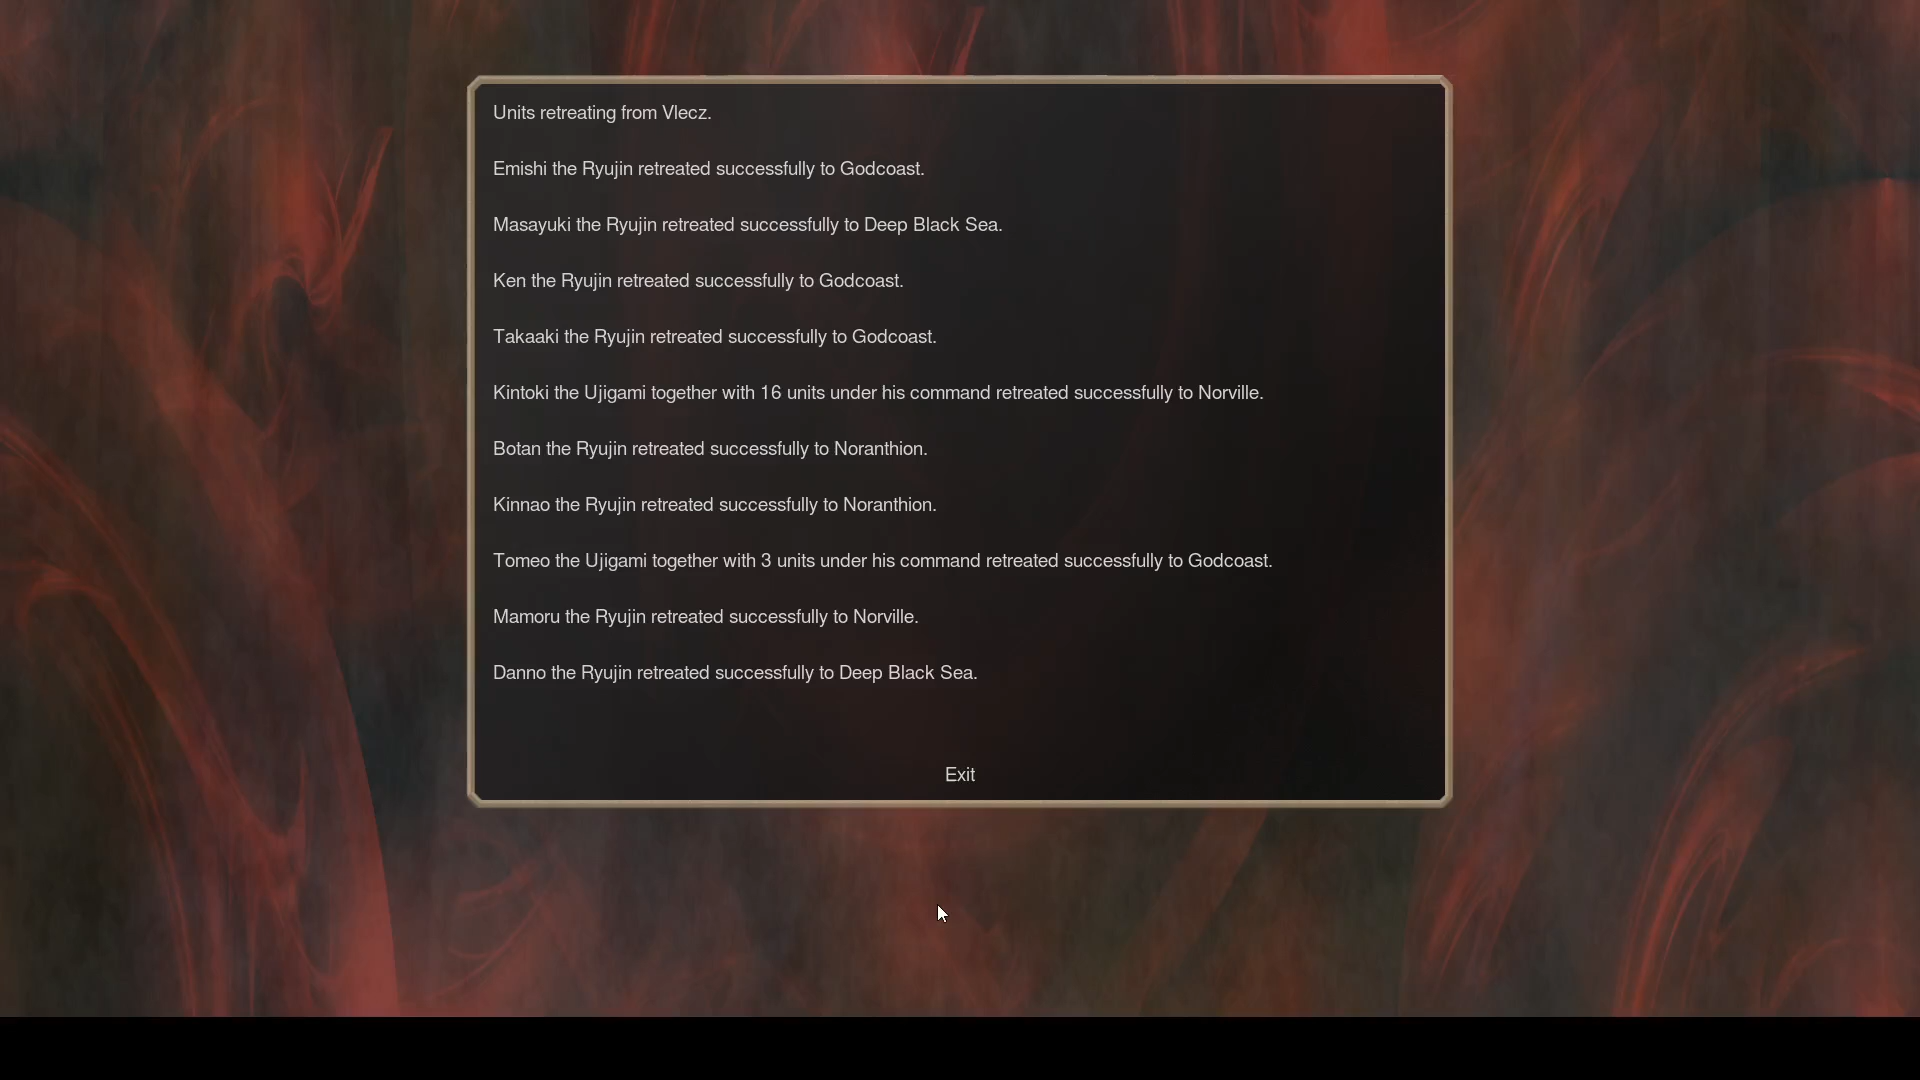 Units retreating from Vlecz.
Emishi the Ryujin retreated successfully to Godcoast.
Masayuki the Ryujin retreated successfully to Deep Black Sea.
Ken the Ryujin retreated successfully to Godcoast.
Takaaki the Ryujin retreated successfully to Godcoast.
Kintoki the Ujigami together with 16 units under his command retreated successfully to Norville.
Botan the Ryujin retreated successfully to Noranthion.
Kinnao the Ryujin retreated successfully to Noranthion.
Tomeo the Ujigami together with 3 units under his command retreated successfully to Godcoast.
Mamoru the Ryujin retreated successfully to Norville.
Danno the Ryujin retreated successfully to Deep Black Sea.
Exit